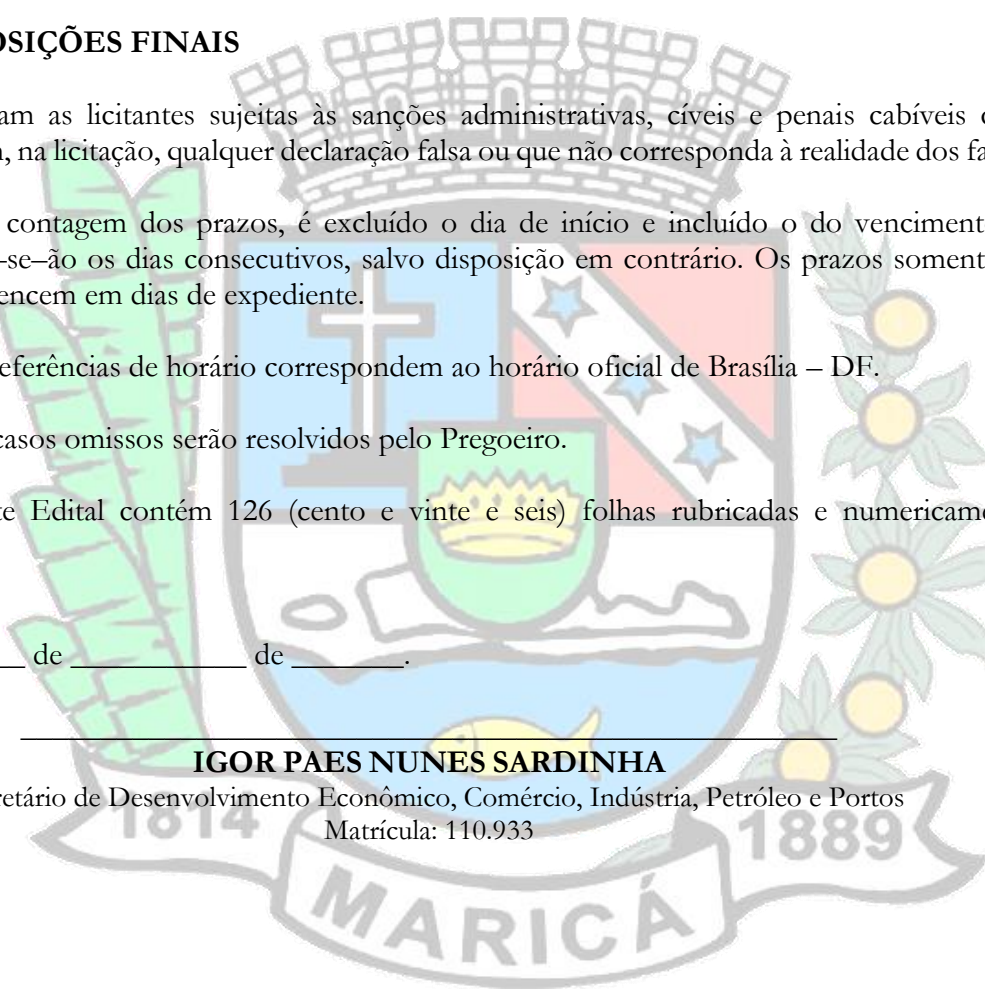 OSIÇÕES FINAIS
am as licitantes sujeitas às sanções administrativas, cíveis e penais cabíveis
, na licitação, qualquer declaração falsa ou que não corresponda à realidade dos fa
contagem dos prazos, é excluído o dia de início e incluído o do venciment
-se–ão os dias consecutivos, salvo disposição em contrário. Os prazos soment
encem em dias de expediente.
eferências de horário correspondem ao horário oficial de Brasília – DF.
casos omissos serão resolvidos pelo Pregoeiro.
te Edital contém 126 (cento e vinte e seis) folhas rubricadas e numericam
___ de ____________ de ________.
IGOR PAES NUNES SARDINHA
retário de Desenvolvimento Econômico, Comércio, Indústria, Petróleo e Portos
Matrícula: 110.933
1814
1889
MARICÁ